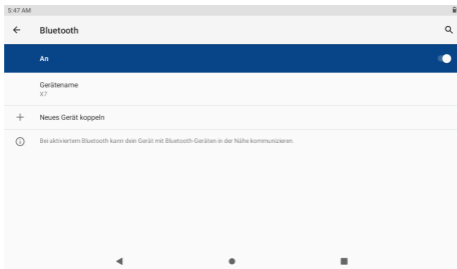 5:47 AM
Bluetooth
An
Gerätename
X7
Neues Gerät koppeln
Bei aktiviertem Bluetooth kann dein Gerät mit Bluetooth-Geräten in der Nähe kommunizieren.